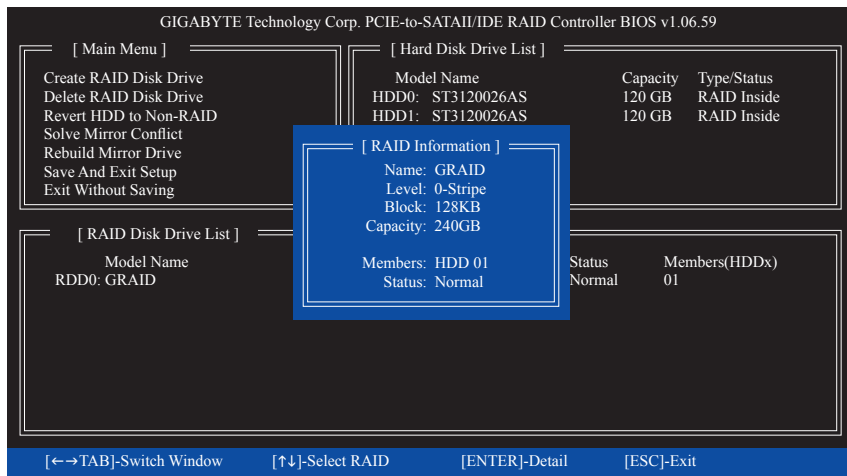 GIGABYTE Technology Corp. PCIE-to-SATAII/IDE RAID Controller BIOS v1.06.59
[ Main Menu ]
Create RAID Disk Drive
Delete RAID Disk Drive
Revert HDD to Non-RAID
Solve Mirror Conflict
Rebuild Mirror Drive
Save And Exit Setup
Exit Without Saving
[ Hard Disk Drive List ]
Model Name Capacity Type/Status
HDD0: ST3120026AS 120 GB RAID Inside
HDD1: ST3120026AS 120 GB RAID Inside
[ RAID Information ]
Name: GRAID
Level: 0-Stripe
Block: 128KB
Capacity: 240GB
Members: HDD 01
Status: Normal
[ RAID Disk Drive List ]
Model Name Status Members(HDDx)
RDD0: GRAID Normal 01
[←→TAB]-Switch Window [↑↓]-Select RAID [ENTER]-Detail [ESC]-Exit